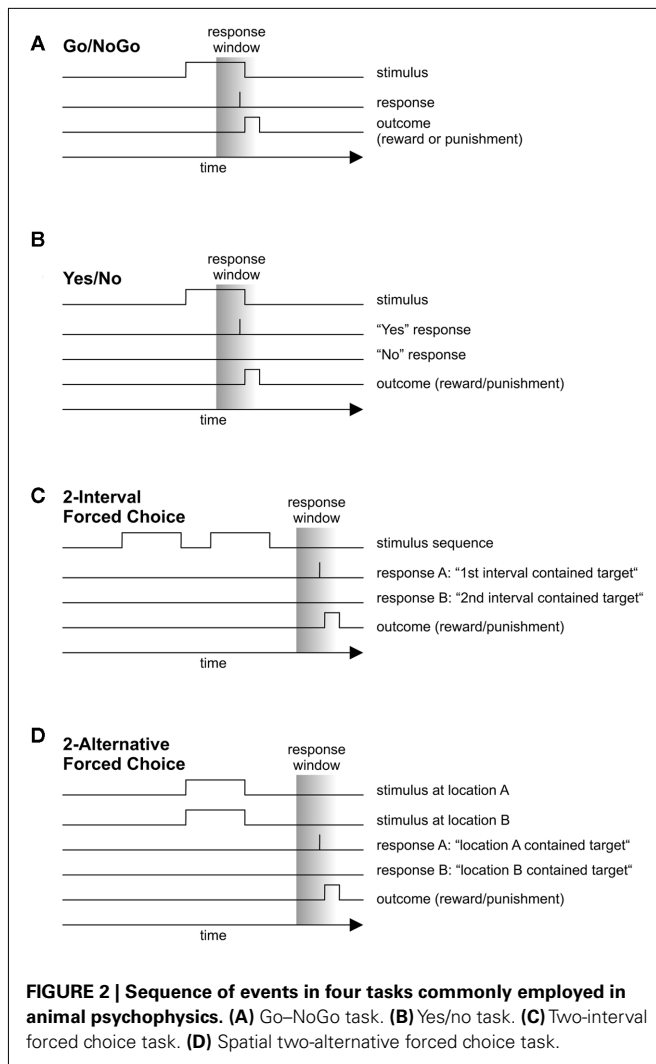 A
Go/NoGo
response
window
stimulus
response
outcome
(reward or punishment)
time
B
Yes/No
response
window
stimulus
“Yes” response
“No” response
outcome (reward/punishment)
time
C
2-Interval
Forced Choice
response
window
stimulus sequence
response A: “1st interval contained target“
response B: “2nd interval contained target“
outcome (reward/punishment)
time
D
2-Alternative
Forced Choice
response
window
stimulus at location A
stimulus at location B
response A: “location A contained target“
response B: “location B contained target“
outcome (reward/punishment)
time
FIGURE 2 | Sequence of events in four tasks commonly employed in
animal psychophysics. (A) Go–NoGo task. (B) Yes/no task. (C) Two-interval
forced choice task. (D) Spatial two-alternative forced choice task.